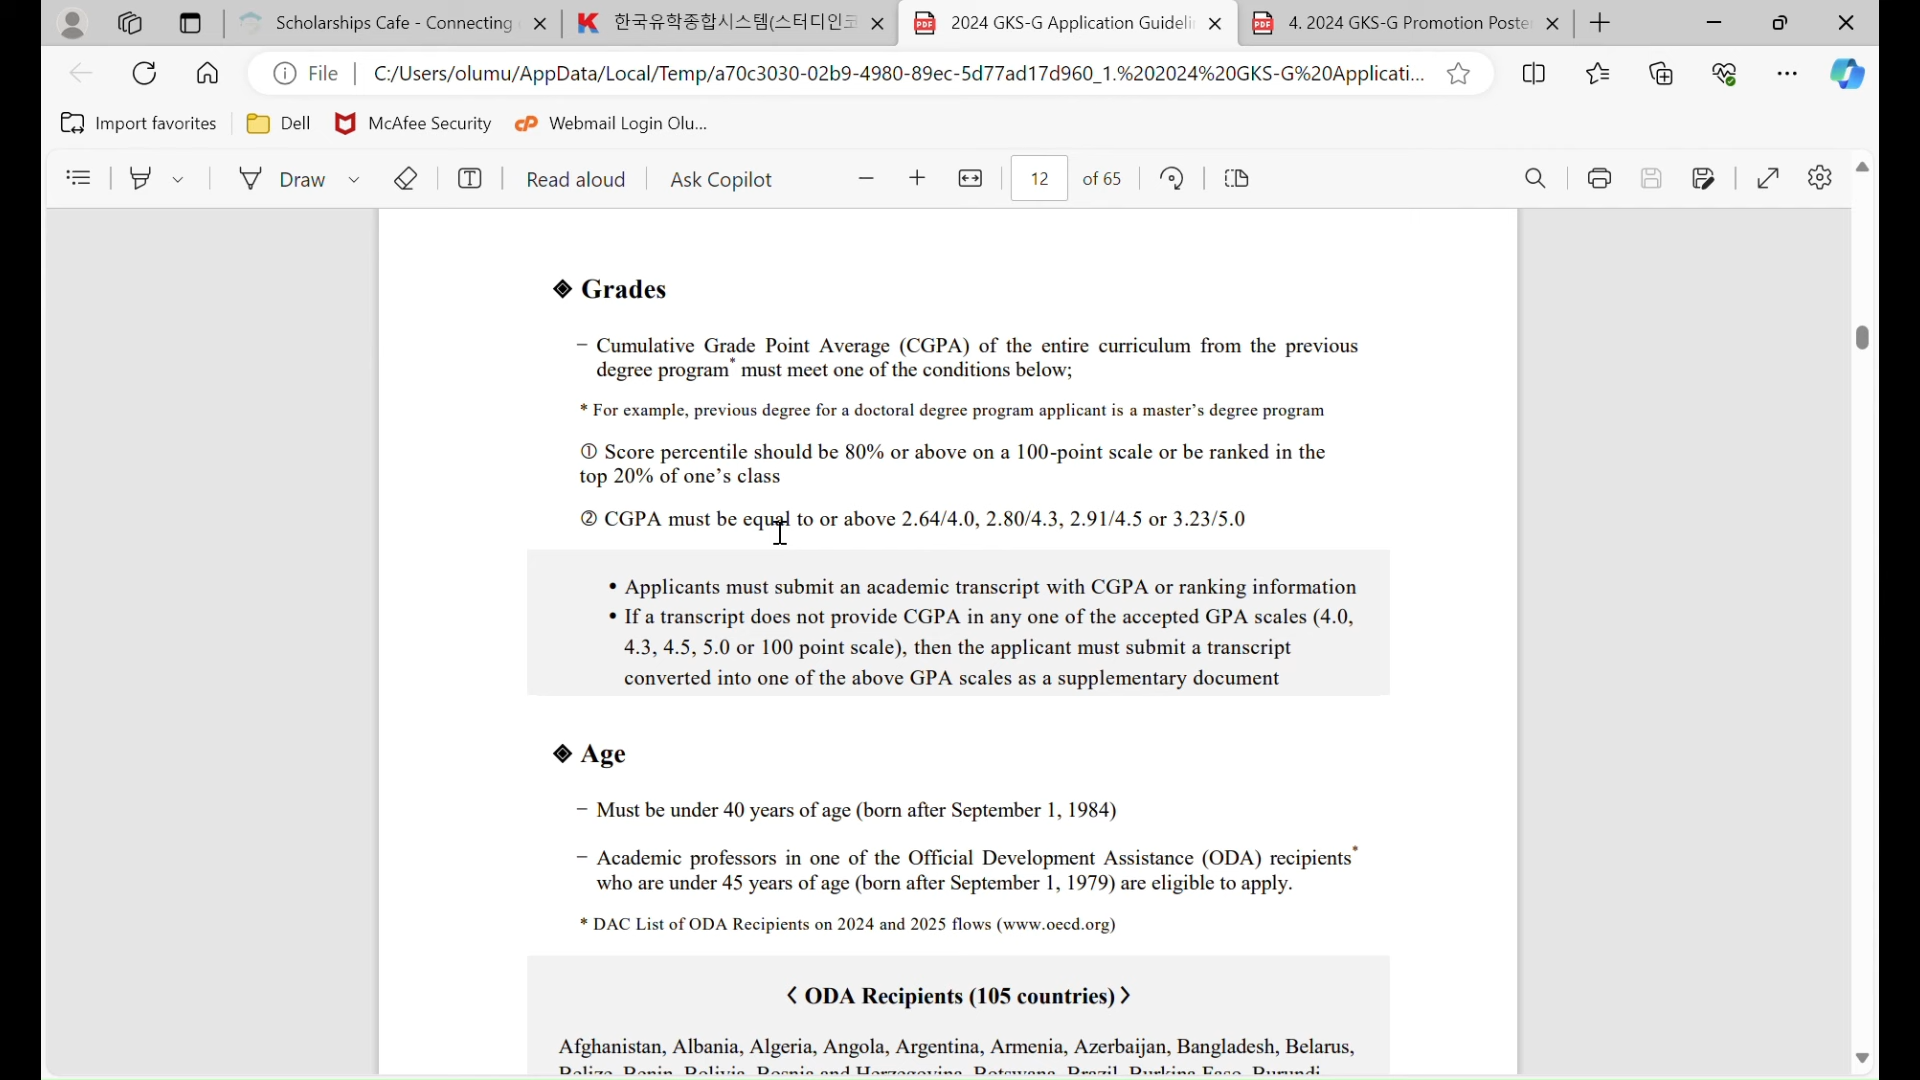 Scholarships Cafe - Connecting
한국유학종합시스템(스터디인코
2024 GKS-G Application Guideli
4. 2024 GKS-G Promotion Poste
File
C:/Users/olumu/AppData/Local/Temp/a70c3030-02b9-4980-89ec-5d77ad17d960_1.%202024%20GKS-G%20Applicati...
Import favorites
Dell
McAfee Security
Webmail Login Olu...
Draw
Read aloud
Ask Copilot
12
of 65
Grades
– Cumulative Grade Point Average (CGPA) of the entire curriculum from the previous
degree program* must meet one of the conditions below;
* For example, previous degree for a doctoral degree program applicant is a master's degree program
① Score percentile should be 80% or above on a 100-point scale or be ranked in the
top 20% of one's class
② CGPA must be equal to or above 2.64/4.0, 2.80/4.3, 2.91/4.5 or 3.23/5.0
• Applicants must submit an academic transcript with CGPA or ranking information
• If a transcript does not provide CGPA in any one of the accepted GPA scales (4.0,
4.3, 4.5, 5.0 or 100 point scale), then the applicant must submit a transcript
converted into one of the above GPA scales as a supplementary document
Age
– Must be under 40 years of age (born after September 1, 1984)
– Academic professors in one of the Official Development Assistance (ODA) recipients*
who are under 45 years of age (born after September 1, 1979) are eligible to apply.
* DAC List of ODA Recipients on 2024 and 2025 flows (www.oecd.org)
〈 ODA Recipients (105 countries) 〉
Afghanistan, Albania, Algeria, Angola, Argentina, Armenia, Azerbaijan, Bangladesh, Belarus,
Belize, Benin, Bolivia, Bosnia and Herzegovina, Botswana, Brazil, Burkina Faso, Burundi,